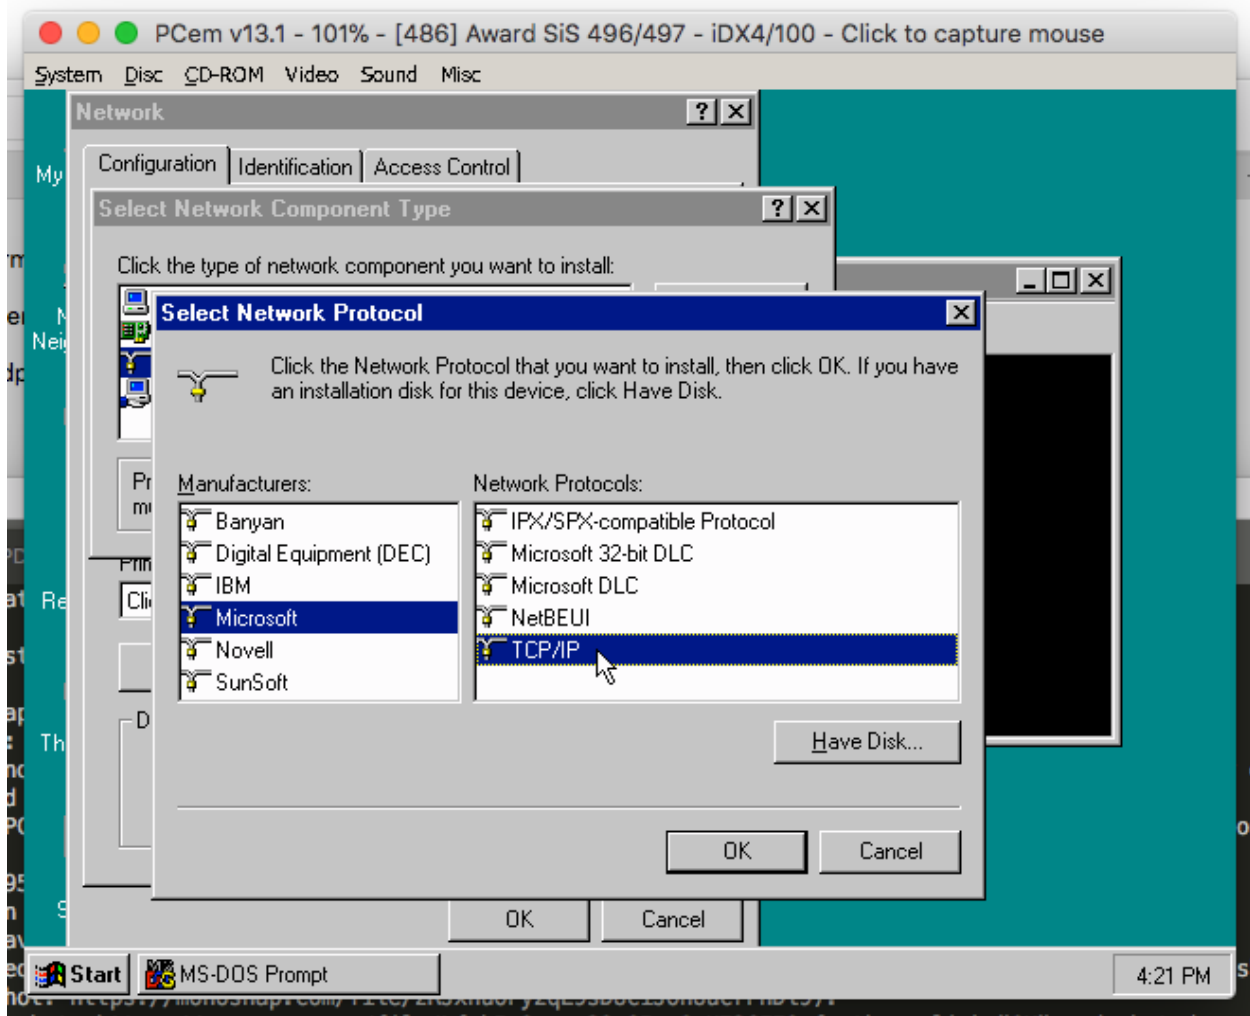 PCem v13.1 - 101% - [486] Award SiS 496/497 - iDX4/100 - Click to capture mouse
System Disc CD-ROM Video Sound Misc
Network
Configuration Identification Access Control
My
Select Network Component Type
Click the type of network component you want to install:
Select Network Protocol
Click the Network Protocol that you want to install, then click OK. If you have
an installation disk for this device, click Have Disk.
Manufacturers:
Network Protocols:
Banyan
Digital Equipment (DEC)
IBM
Microsoft
Novell
SunSoft
IPX/SPX-compatible Protocol
Microsoft 32-bit DLC
Microsoft DLC
NetBEUI
TCP/IP
Have Disk...
OK Cancel
OK Cancel
Start MS-DOS Prompt 4:21 PM